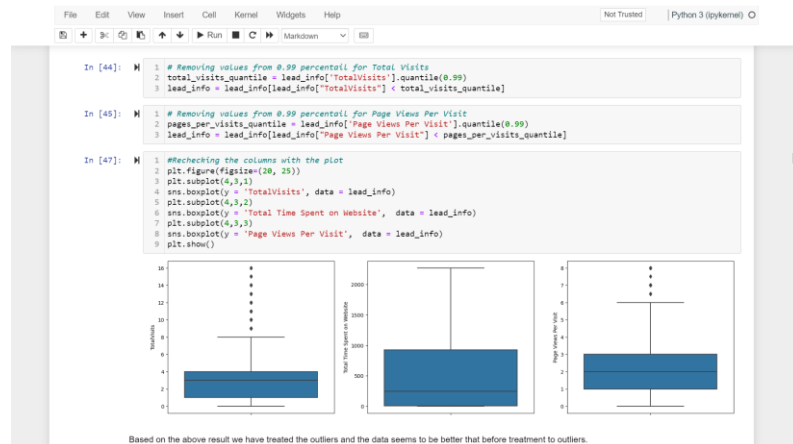 File Edit View Insert Cell Kernel Widgets Help Not Trusted Python 3 (ipykernel)
Run Markdown
In [44]: 1 # Removing values from 0.99 percentail for Total Visits
2 total_visits_quantile = lead_info['TotalVisits'].quantile(0.99)
3 lead_info = lead_info[lead_info["TotalVisits"] < total_visits_quantile]
In [45]: 1 # Removing values from 0.99 percentail for Page Views Per Visit
2 pages_per_visits_quantile = lead_info['Page Views Per Visit'].quantile(0.99)
3 lead_info = lead_info[lead_info["Page Views Per Visit"] < pages_per_visits_quantile]
In [47]: 1 #Rechecking the columns with the plot
2 plt.figure(figsize=(20, 25))
3 plt.subplot(4,3,1)
4 sns.boxplot(y = 'TotalVisits', data = lead_info)
5 plt.subplot(4,3,2)
6 sns.boxplot(y = 'Total Time Spent on Website', data = lead_info)
7 plt.subplot(4,3,3)
8 sns.boxplot(y = 'Page Views Per Visit', data = lead_info)
9 plt.show()
TotalVisits
16
14
12
10
8
6
4
2
0
Total Time Spent on Website
2000
1500
1000
500
0
Page Views Per Visit
8
7
6
5
4
3
2
1
0
Based on the above result we have treated the outliers and the data seems to be better that before treatment to outliers.